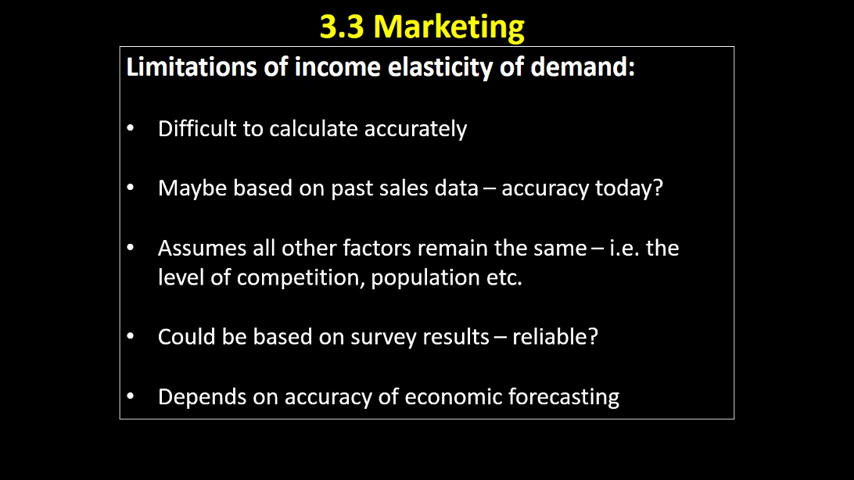 3.3 Marketing
Limitations of income elasticity of demand:
• Difficult to calculate accurately
• Maybe based on past sales data – accuracy today?
• Assumes all other factors remain the same – i.e. the
level of competition, population etc.
• Could be based on survey results – reliable?
• Depends on accuracy of economic forecasting